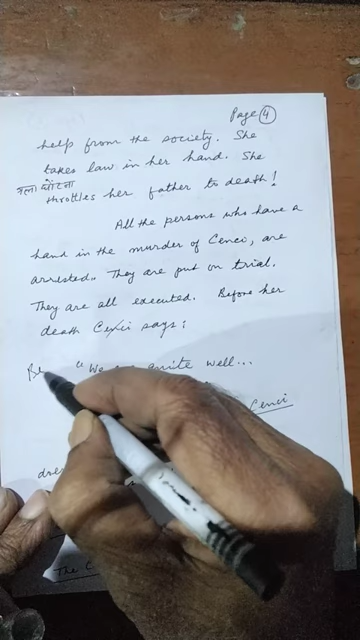 Page 4
help from the society. She
takes law in her hand. She
गला घोंटना
throttles her father to death!
All the persons who have a
hand in the murder of Cenci, are
arrested. They are put on trial.
They are all executed. Before her
death Cenci says:
Be "We quite well...
Cenci
The C